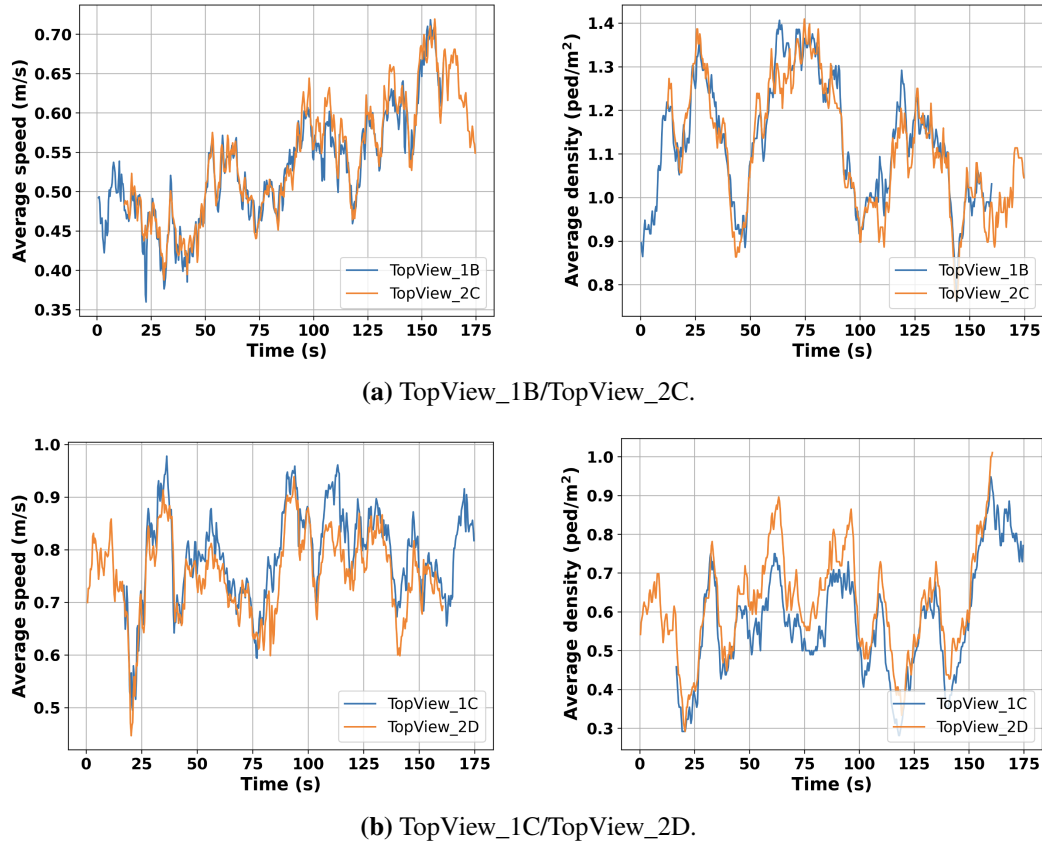 0.70
0.65
0.60
0.55
0.50
0.45
0.40
0.35
Average speed (m/s)
0 25 50 75 100 125 150 175
Time (s)
TopView_1B
TopView_2C
1.4
1.3
1.2
1.1
1.0
0.9
0.8
Average density (ped/m²)
0 25 50 75 100 125 150 175
Time (s)
TopView_1B
TopView_2C
(a) TopView_1B/TopView_2C.
1.0
0.9
0.8
0.7
0.6
0.5
Average speed (m/s)
0 25 50 75 100 125 150 175
Time (s)
TopView_1C
TopView_2D
1.0
0.9
0.8
0.7
0.6
0.5
0.4
0.3
Average density (ped/m²)
0 25 50 75 100 125 150 175
Time (s)
TopView_1C
TopView_2D
(b) TopView_1C/TopView_2D.